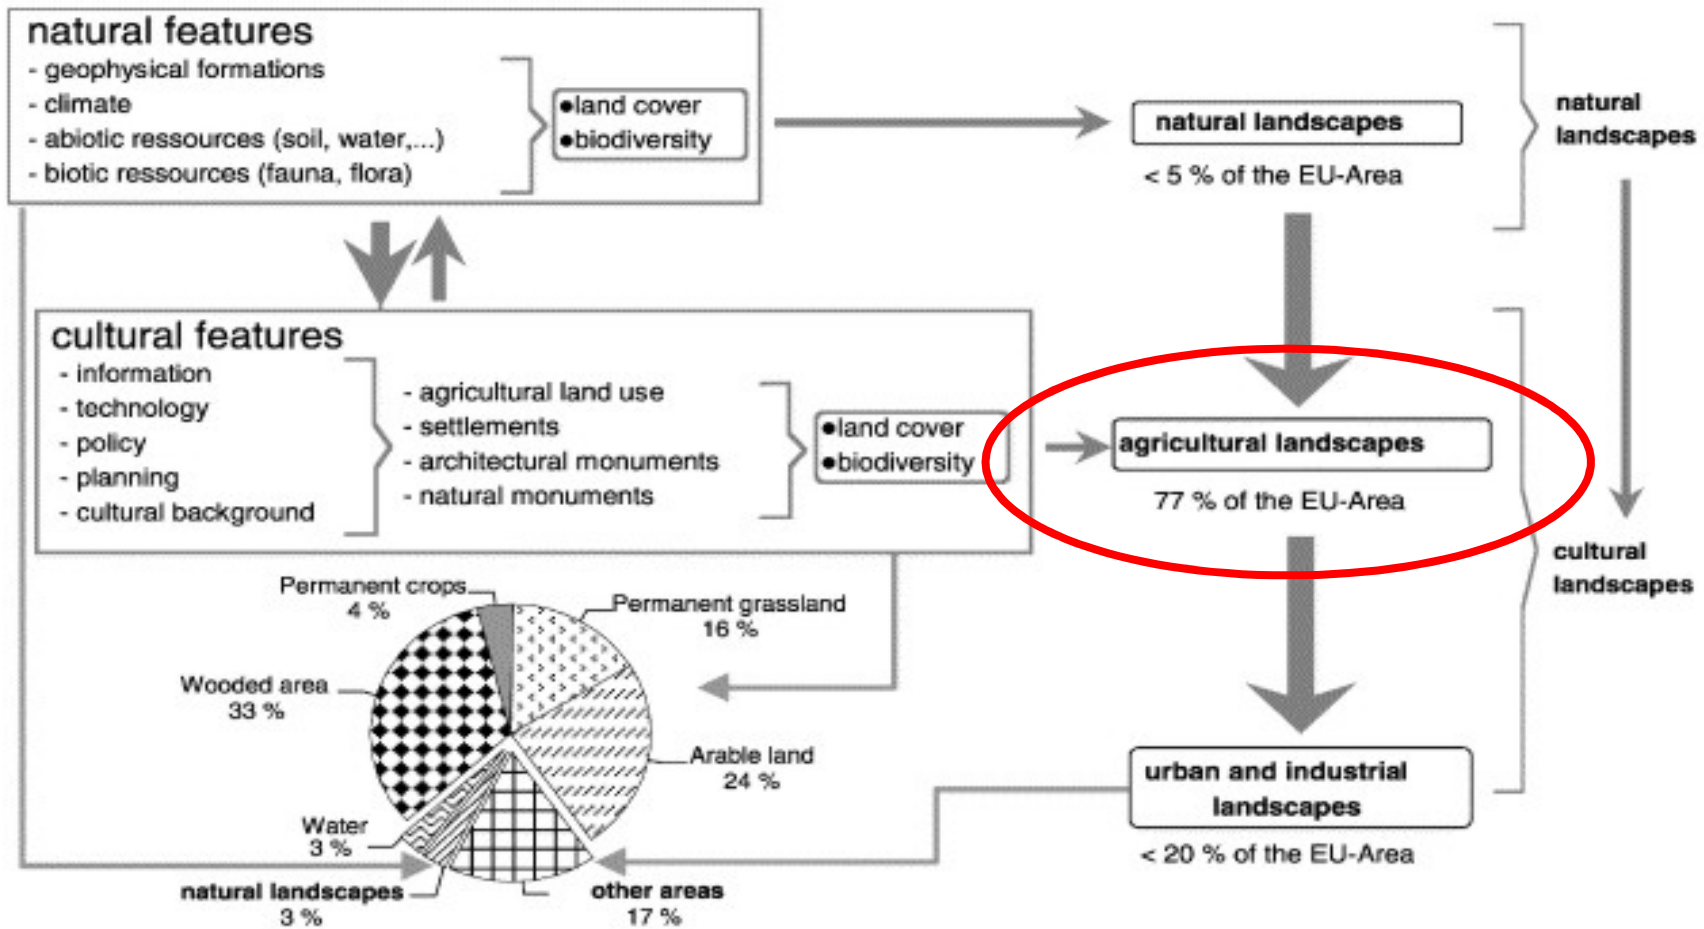 natural features
- geophysical formations
- climate
- abiotic ressources (soil, water,...)
- biotic ressources (fauna, flora)
●land cover
●biodiversity
natural landscapes
< 5 % of the EU-Area
natural
landscapes
cultural features
- information
- technology
- policy
- planning
- cultural background
- agricultural land use
- settlements
- architectural monuments
- natural monuments
●land cover
●biodiversity
agricultural landscapes
77 % of the EU-Area
cultural
landscapes
Permanent crops
4 %
Permanent grassland
16 %
Wooded area
33 %
Arable land
24 %
Water
3 %
natural landscapes
3 %
other areas
17 %
urban and industrial
landscapes
< 20 % of the EU-Area